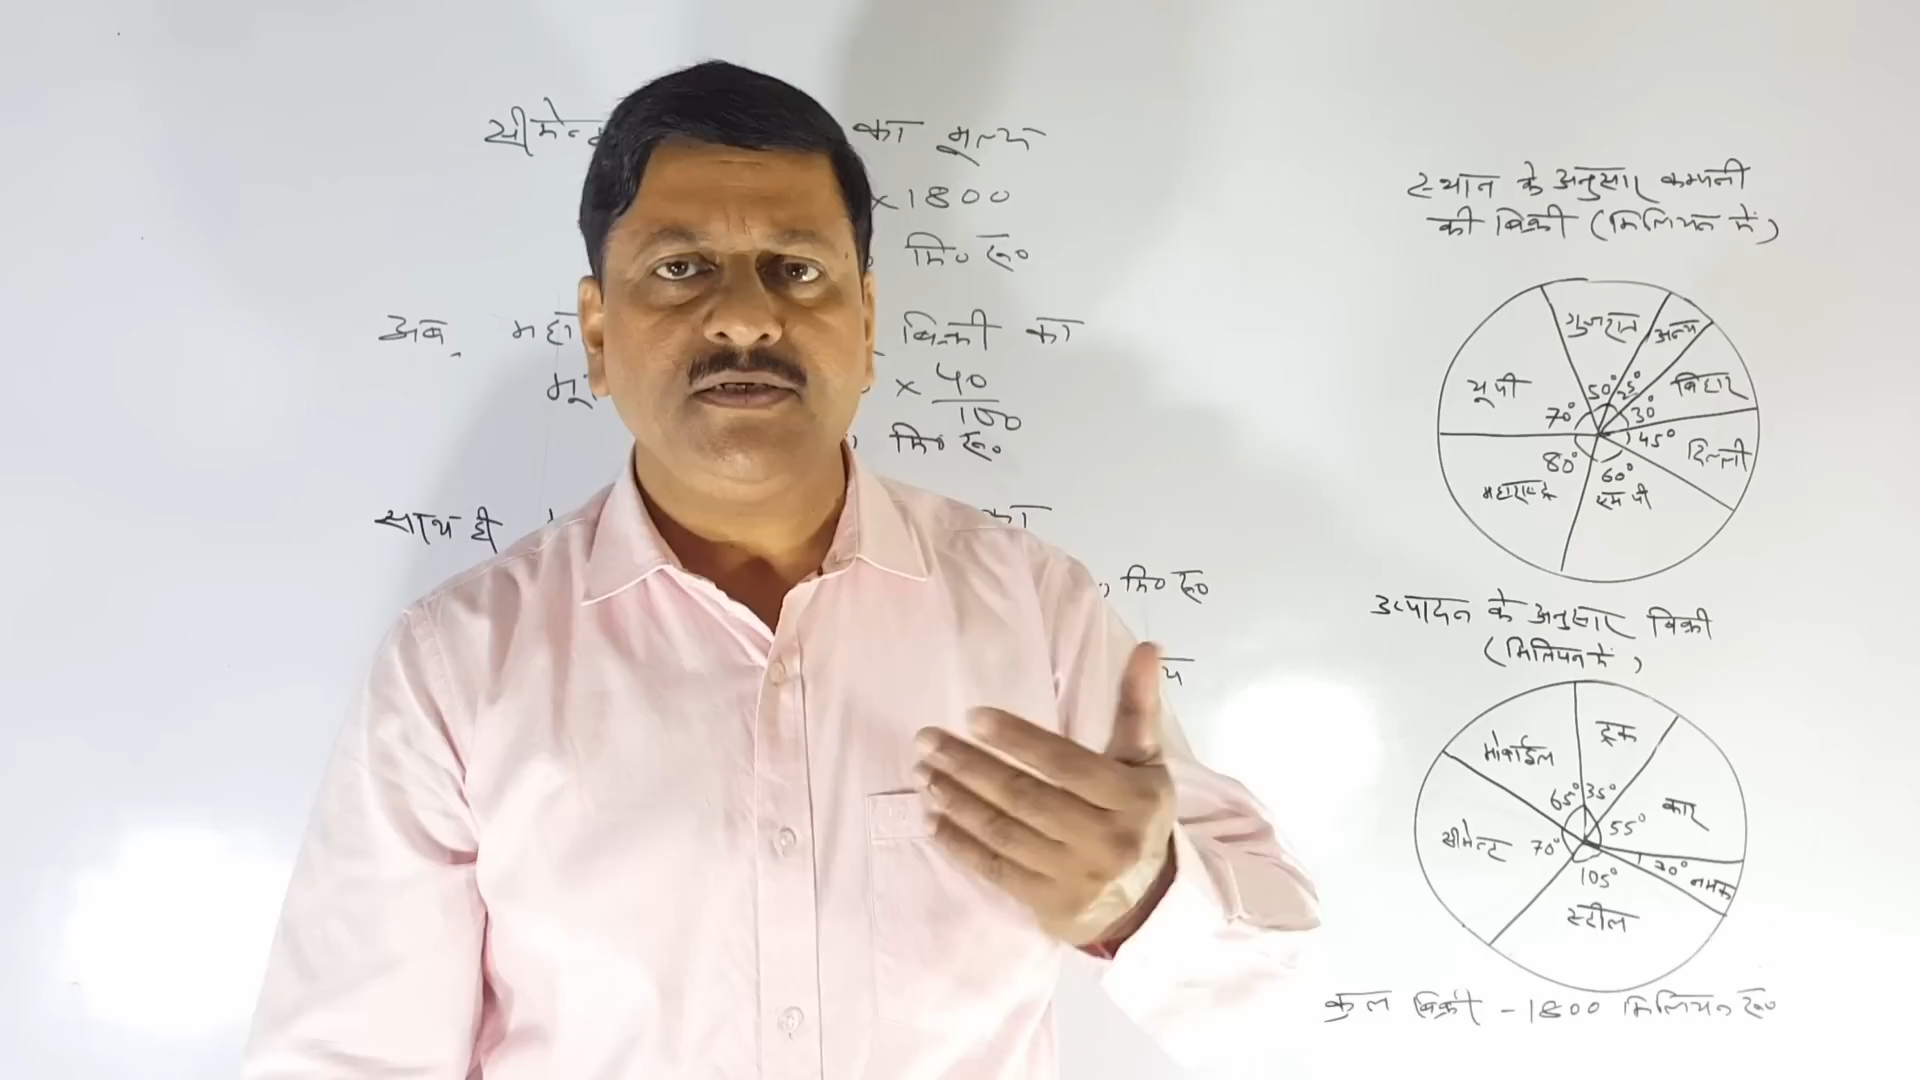 का मूल्य
×1800
मि० रू०
अब, बिक्री का
× 40
100
मि० रू०
साथ ही का
मि० रू०
स्थान के अनुसार कम्पनी
की बिक्री (मिलियन में)
गुजरात
अन्य
यू पी
बिहार
50° 25°
70° 30°
45° दिल्ली
80° 60°
महाराष्ट्र एम पी
उत्पादन के अनुसार बिक्री
(मिलियन में)
ट्रक
मोबाईल
65° 35°
कार
55°
सीमेन्ट 70°
30° नमक
105°
स्टील
कुल बिक्री - 1800 मिलियन रू०